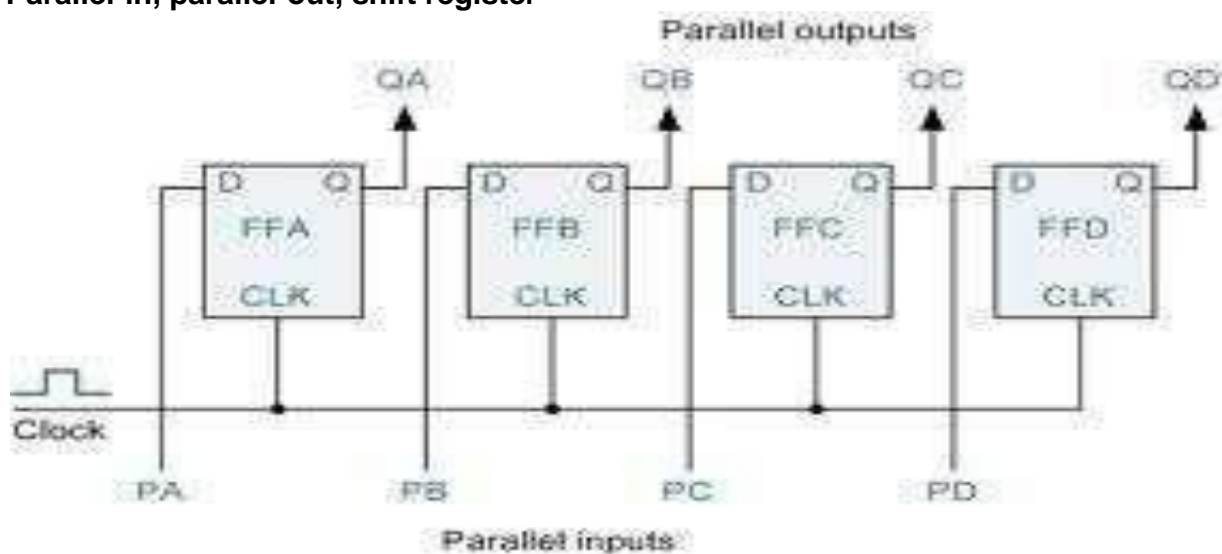 Parallel in, parallel out, shift register
Parallel outputs
QA QB QC QD
D Q D Q D Q D Q
FFA FFB FFC FFD
CLK CLK CLK CLK
Clock
PA PB PC PD
Parallel inputs